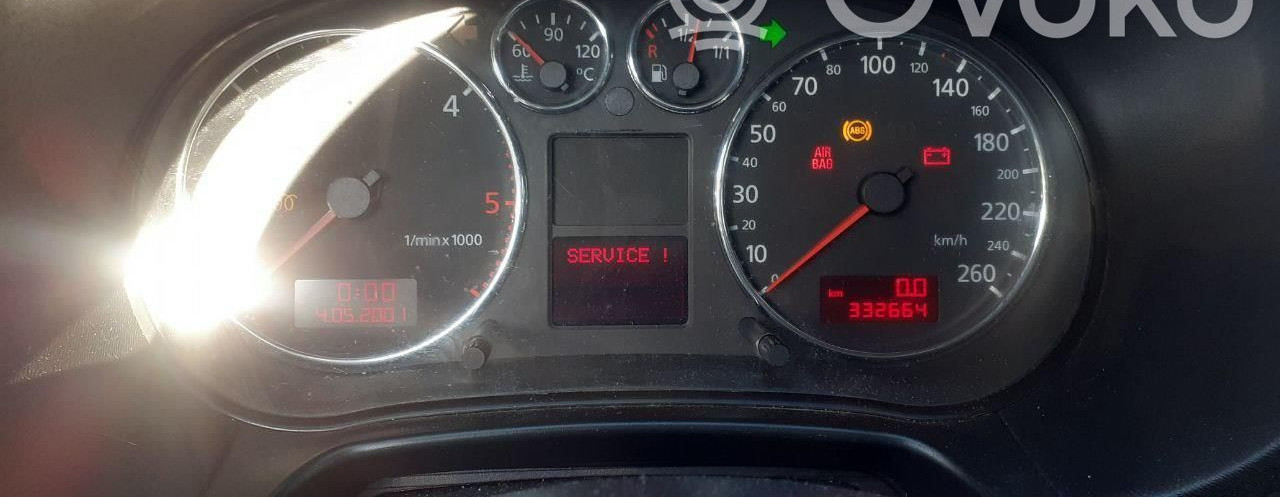 Ovoko
60 90 120
°C
R 1/2 1/1
4
5
1/min x 1000
0:00
4.05.2001
SERVICE !
ABS
AIR
BAG
0 10 20 30 40 50 60 70 80 100 120 140 160 180 200 220 240 260
km/h
km 0.0
332664